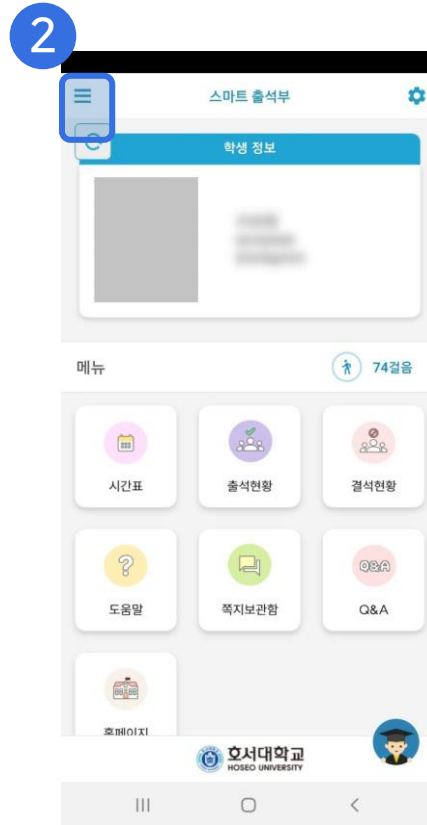 2
스마트 출석부
학생 정보
메뉴
74걸음
시간표
출석현황
결석현황
도움말
쪽지보관함
Q&A
Q&A
홈페이지
호서대학교
HOSEO UNIVERSITY